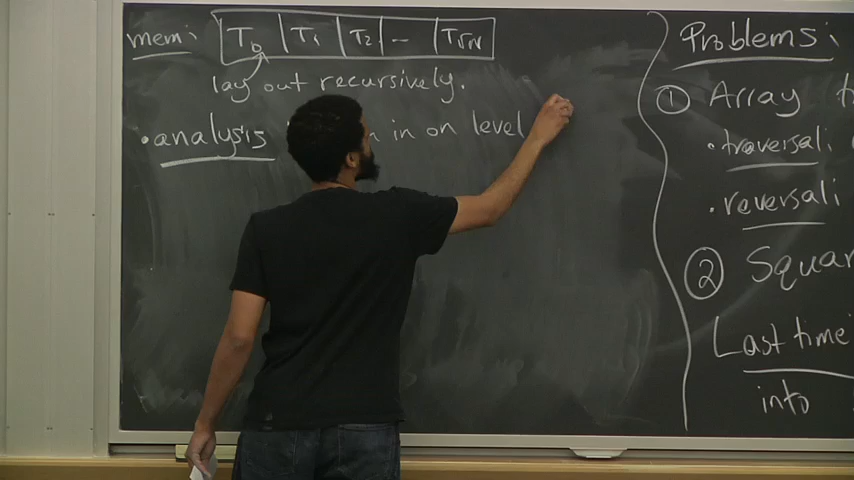 mem: T₀ T₁ T₂ — T√N
lay out recursively.
• analysis in on level
Problems:
① Array
• traversal:
• reversal:
② Squar
Last time
into